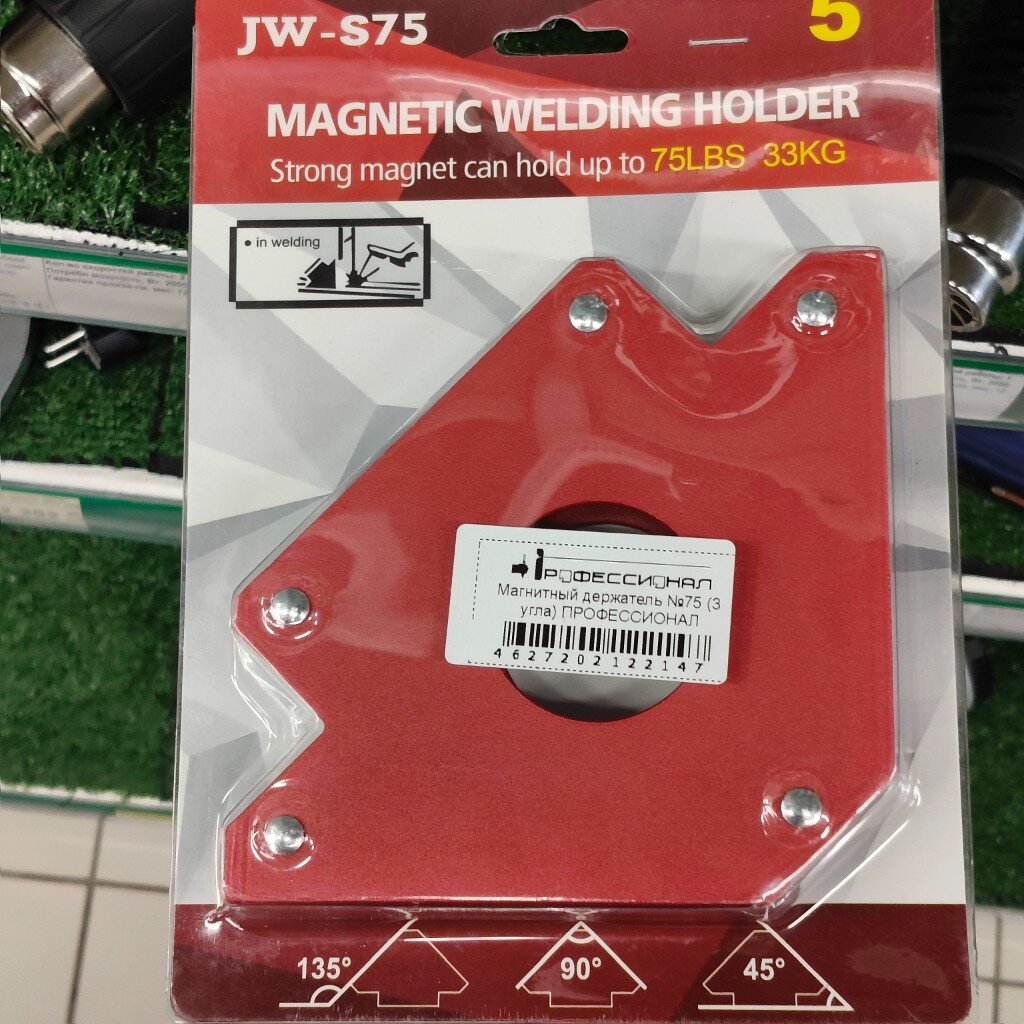 JW-S75
5
MAGNETIC WELDING HOLDER
Strong magnet can hold up to 75LBS 33KG
• in welding
ПРОФЕССИОНАЛ
Магнитный держатель №75 (3
угла) ПРОФЕССИОНАЛ
4627202122147
135° 90° 45°